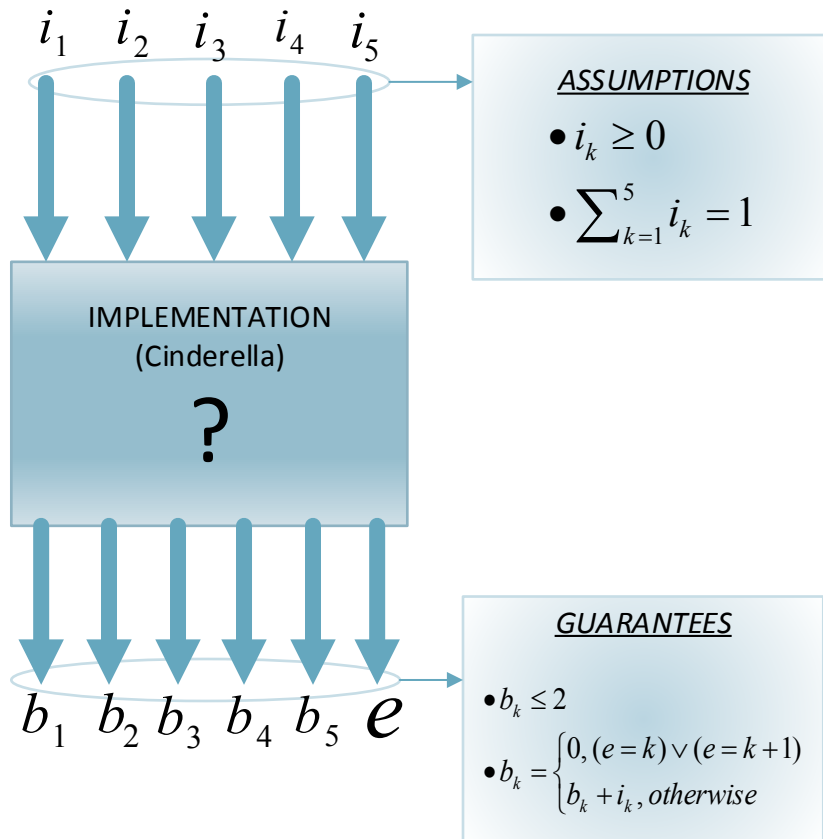 i₁ i₂ i₃ i₄ i₅
ASSUMPTIONS
• iₖ ≥ 0
• ∑⁵ₖ₌₁ iₖ = 1
IMPLEMENTATION
(Cinderella)
?
b₁ b₂ b₃ b₄ b₅ e
GUARANTEES
• bₖ ≤ 2
• bₖ = { 0, (e = k) ∨ (e = k + 1)
bₖ + iₖ, otherwise